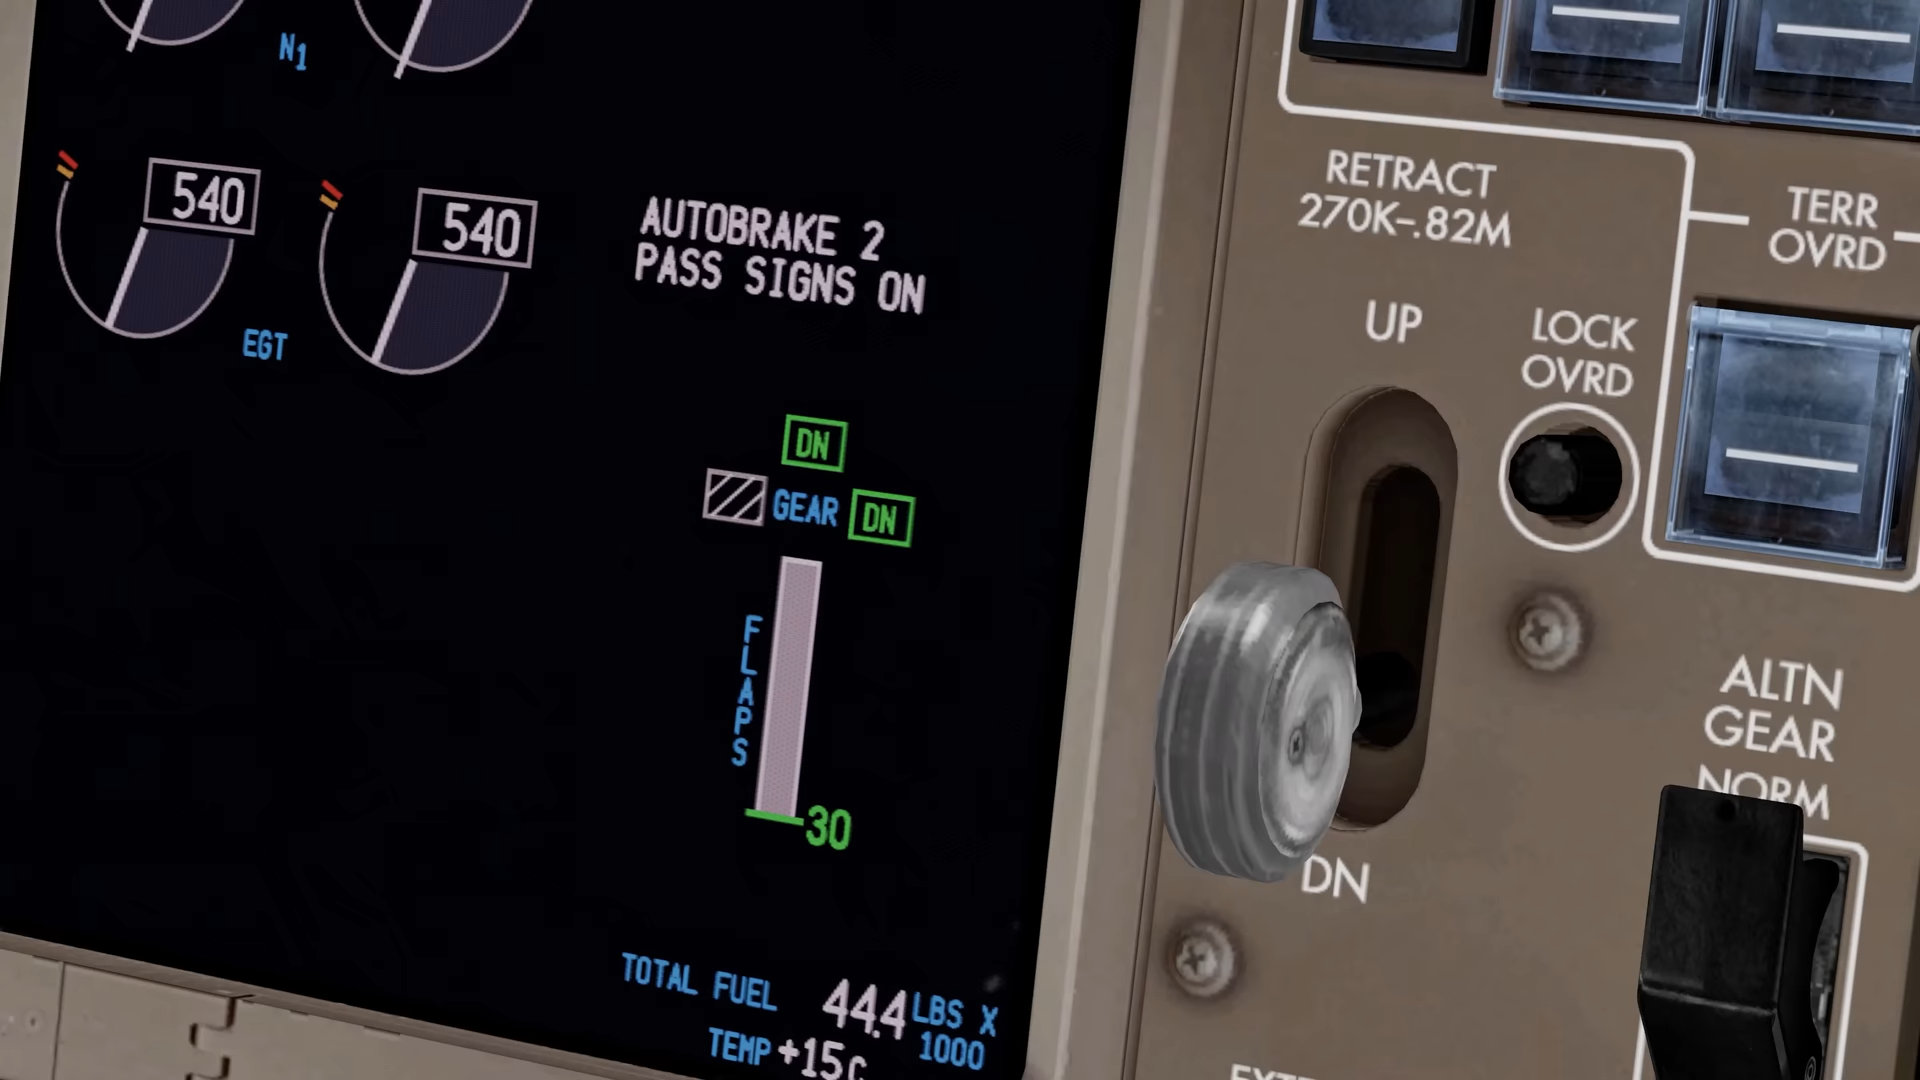 N1
540
540
EGT
AUTOBRAKE 2
PASS SIGNS ON
DN
GEAR
DN
FLAPS
30
TOTAL FUEL 44.4 LBS X
1000
TEMP +15c
RETRACT
270K-.82M
TERR
OVRD
UP
LOCK
OVRD
DN
ALTN
GEAR
NORM